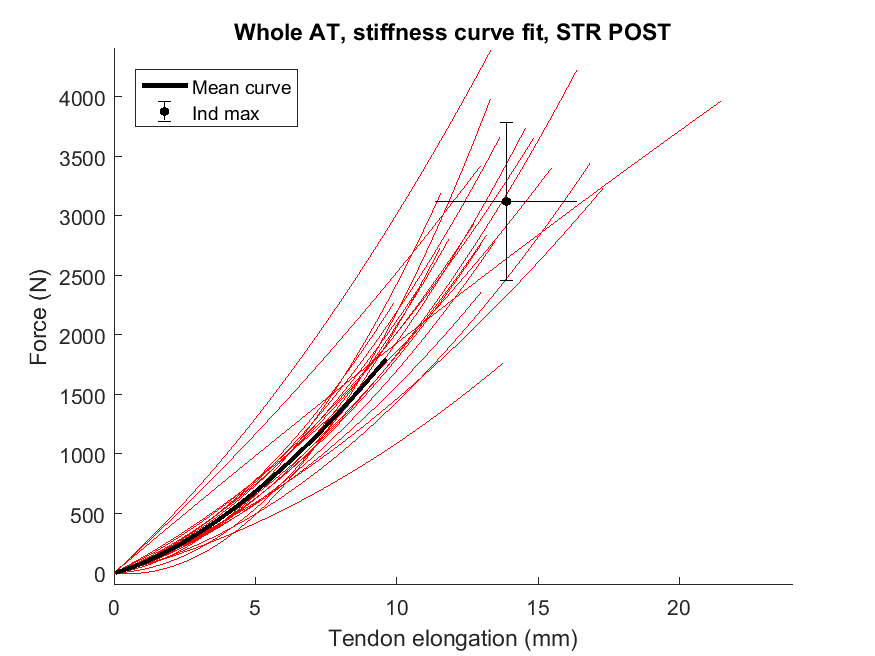 Whole AT, stiffness curve fit, STR POST
Mean curve
Ind max
Force (N)
4000
3500
3000
2500
2000
1500
1000
500
0
0 5 10 15 20
Tendon elongation (mm)